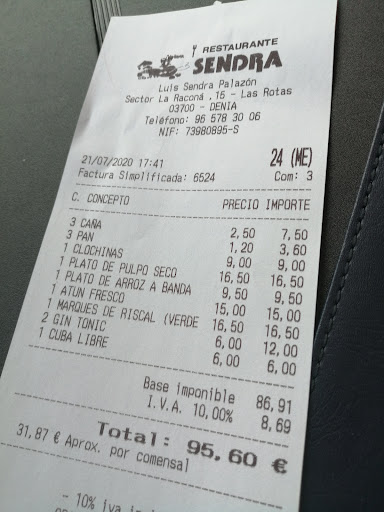 RESTAURANTE
SENDRA
Luis Sendra Palazón
Sector La Raconá ,15 - Las Rotas
03700 - DENIA
Teléfono: 96 578 30 06
NIF: 73980895-S
21/07/2020 17:41 24 (ME)
Factura Simplificada: 6524 Com: 3
C. CONCEPTO PRECIO IMPORTE
3 CAÑA 2,50 7,50
3 PAN 1,20 3,60
1 CLOCHINAS 9,00 9,00
1 PLATO DE PULPO SECO 16,50 16,50
1 PLATO DE ARROZ A BANDA 9,50 9,50
1 ATUN FRESCO 15,00 15,00
1 MARQUES DE RISCAL (VERDE 16,50 16,50
2 GIN TONIC 6,00 12,00
1 CUBA LIBRE 6,00 6,00
Base imponible 86,91
I.V.A. 10,00% 8,69
Total: 95,60 €
31,87 € Aprox. por comensal
- 10% iva